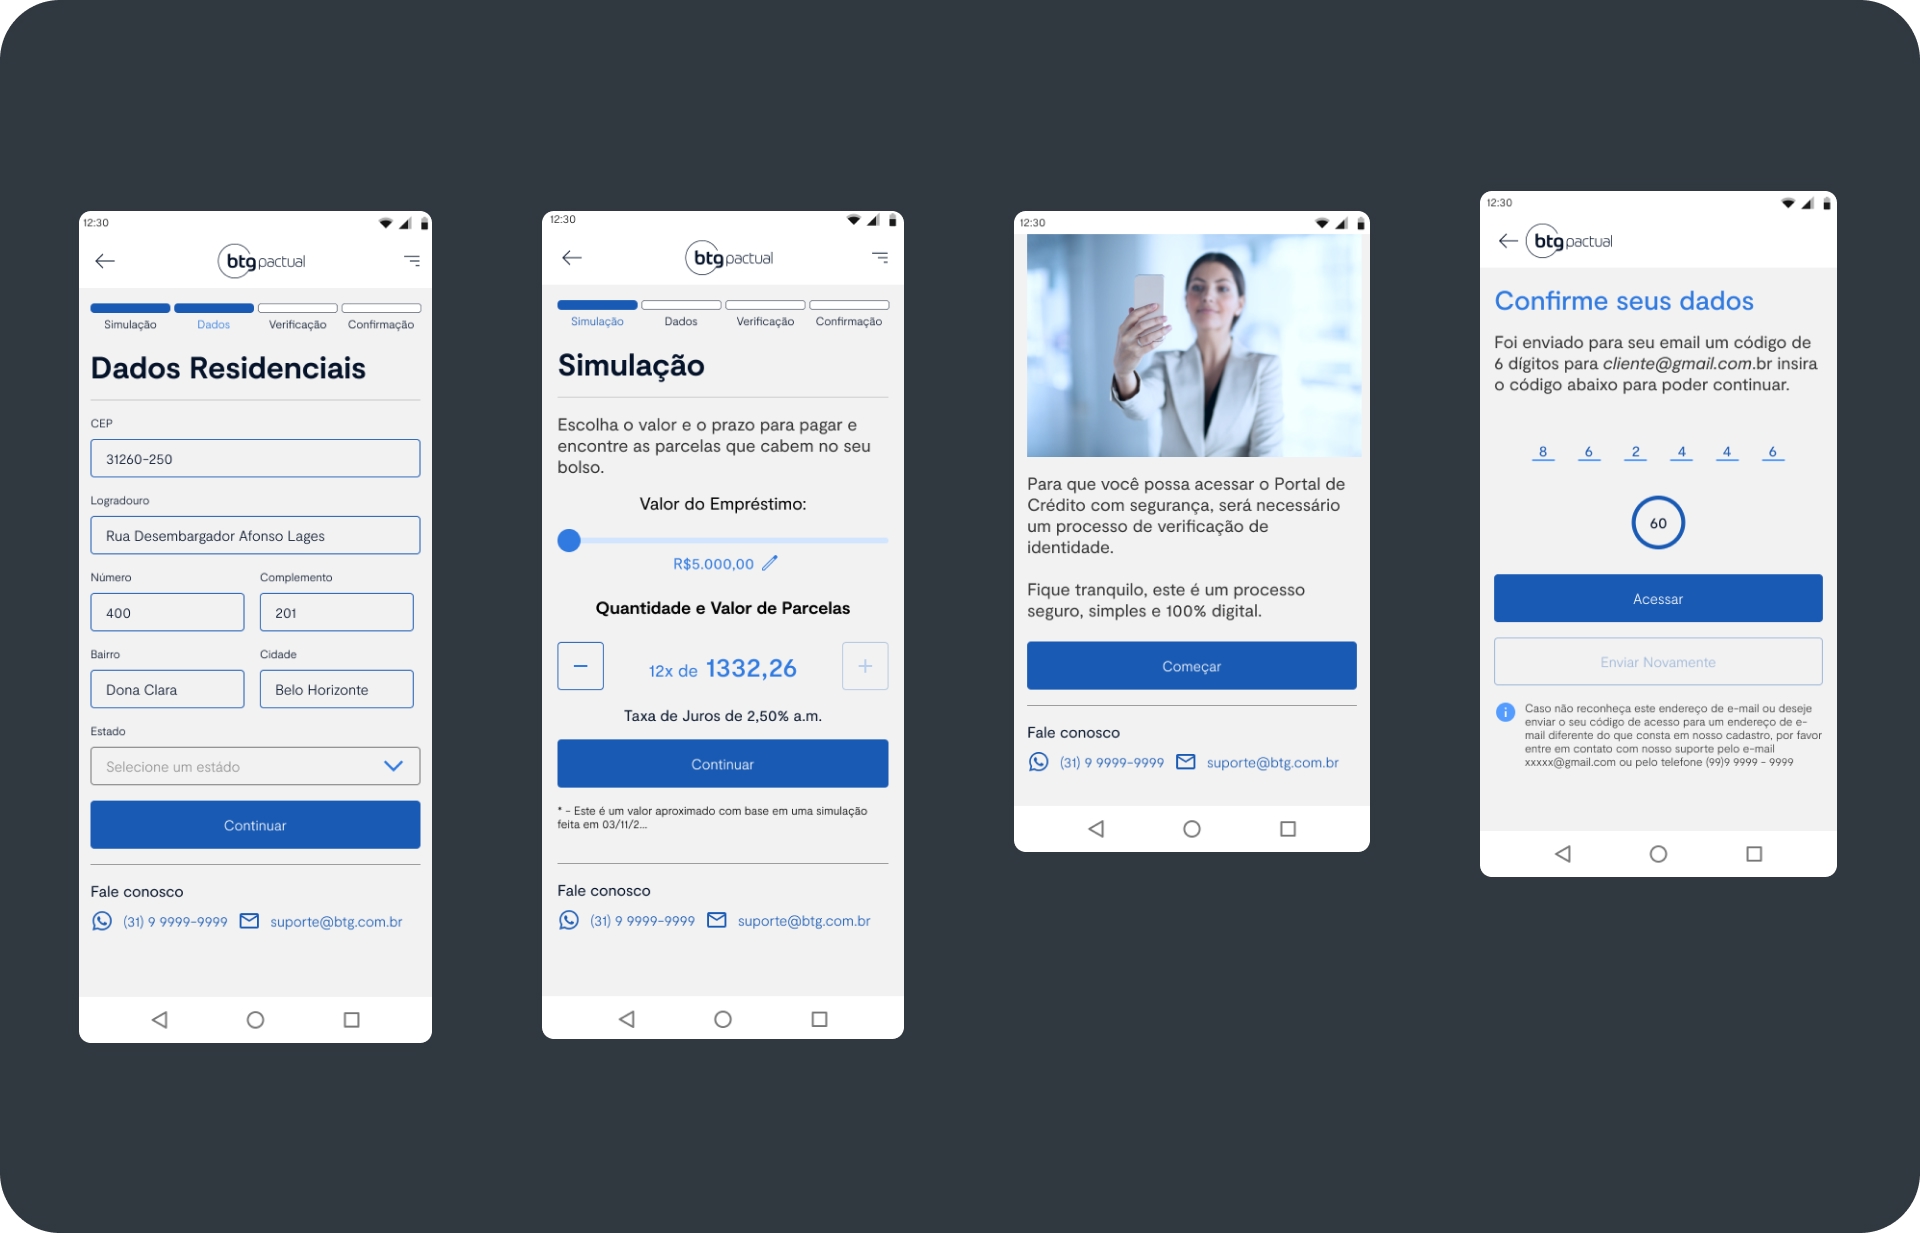 12:30
btg pactual
Simulação Dados Verificação Confirmação
Dados Residenciais
CEP
31260-250
Logradouro
Rua Desembargador Afonso Lages
Número Complemento
400 201
Bairro Cidade
Dona Clara Belo Horizonte
Estado
Selecione um estádo
Continuar
Fale conosco
(31) 9 9999-9999 suporte@btg.com.br
12:30
btg pactual
Simulação Dados Verificação Confirmação
Simulação
Escolha o valor e o prazo para pagar e
encontre as parcelas que cabem no seu
bolso.
Valor do Empréstimo:
R$5.000,00
Quantidade e Valor de Parcelas
− 12x de 1332,26 +
Taxa de Juros de 2,50% a.m.
Continuar
* - Este é um valor aproximado com base em uma simulação
feita em 03/11/2...
Fale conosco
(31) 9 9999-9999 suporte@btg.com.br
12:30
Para que você possa acessar o Portal de
Crédito com segurança, será necessário
um processo de verificação de
identidade.
Fique tranquilo, este é um processo
seguro, simples e 100% digital.
Começar
Fale conosco
(31) 9 9999-9999 suporte@btg.com.br
12:30
btg pactual
Confirme seus dados
Foi enviado para seu email um código de
6 dígitos para cliente@gmail.com.br insira
o código abaixo para poder continuar.
8 6 2 4 4 6
60
Acessar
Enviar Novamente
Caso não reconheça este endereço de e-mail ou deseje
enviar o seu código de acesso para um endereço de e-
mail diferente do que consta em nosso cadastro, por favor
entre em contato com nosso suporte pelo e-mail
xxxxx@gmail.com ou pelo telefone (99)9 9999 - 9999